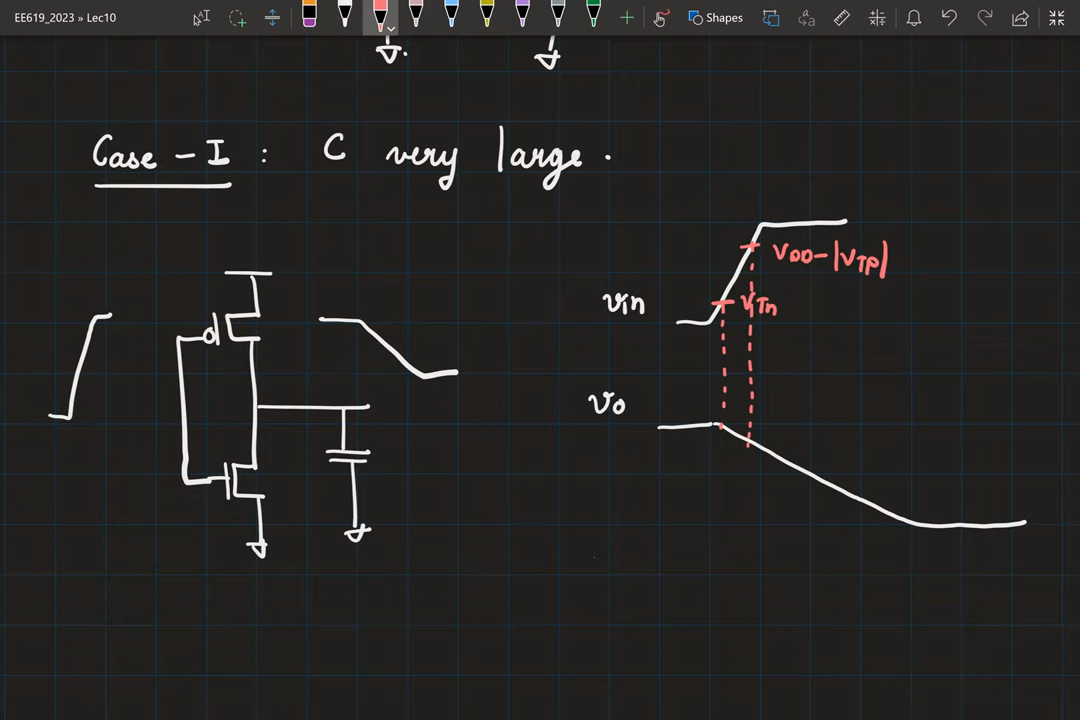 EE619_2023 » Lec10
Shapes
Case - I : C very large.
VDD-|VTP|
vin
VTn
vo